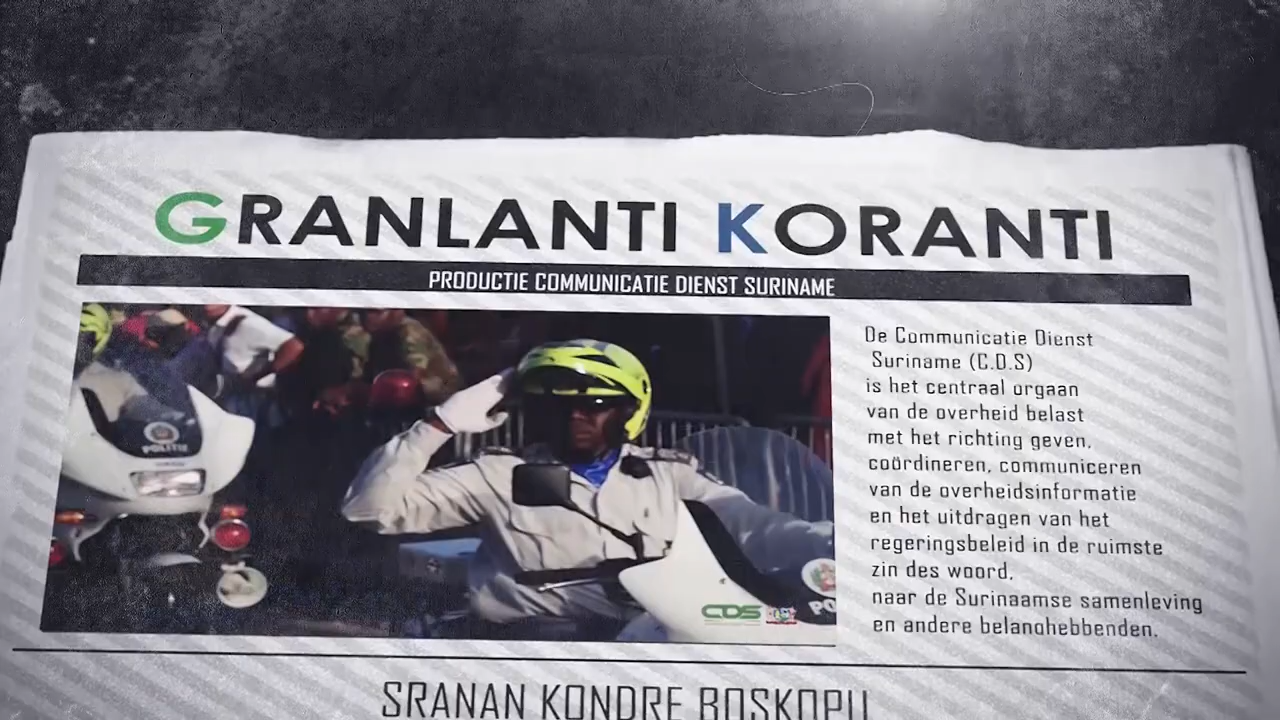 GRANLANTI KORANTI
PRODUCTIE COMMUNICATIE DIENST SURINAME
De Communicatie Dienst
Suriname (C.D.S)
is het centraal orgaan
van de overheid belast
met het richting geven,
coördineren, communiceren
van de overheidsinformatie
en het uitdragen van het
regeringsbeleid in de ruimste
zin des woord,
naar de Surinaamse samenleving
en andere belanghebbenden.
POLITIE
CDS
PO
SRANAN KONDRE BOSKOPU